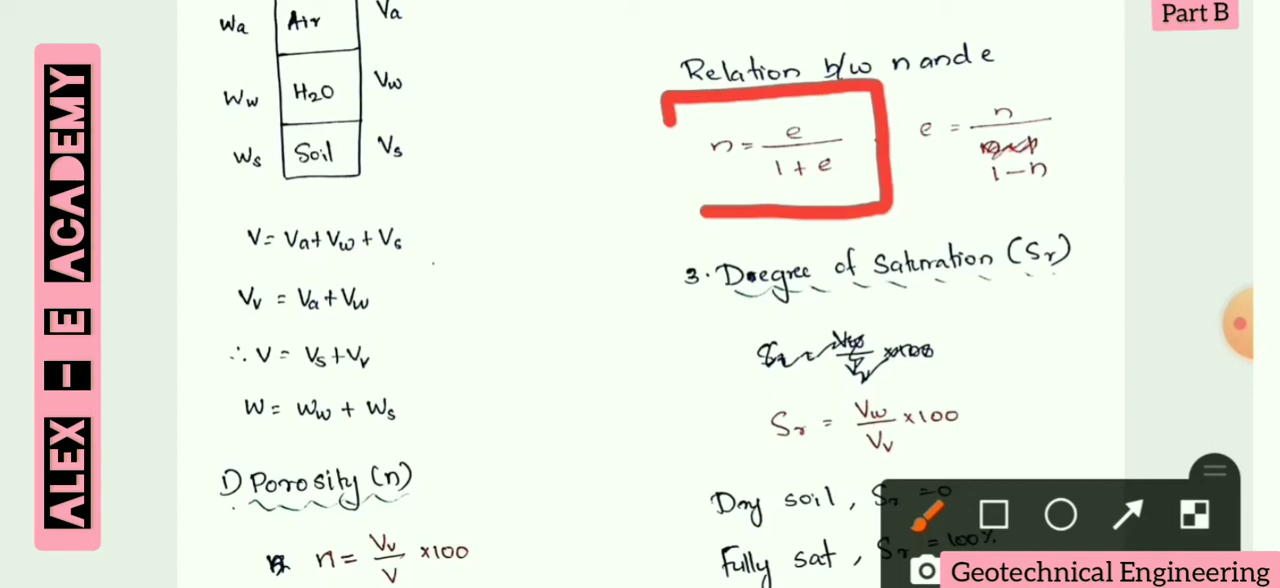 Part B
ALEX - E ACADEMY
Wa Air Va
Ww H2O Vw
Ws Soil Vs
V = Va + Vw + Vs
Vv = Va + Vw
∴ V = Vs + Vv
W = Ww + Ws
1) Porosity (n)
n = Vv/V ×100
Relation b/w n and e
n = e/(1 + e)
e = n/(1 - n)
3. Degree of Saturation (Sr)
Sr = Vw/Vv ×100
Dry soil, Sr = 0
Fully sat, Sr = 100%
Geotechnical Engineering